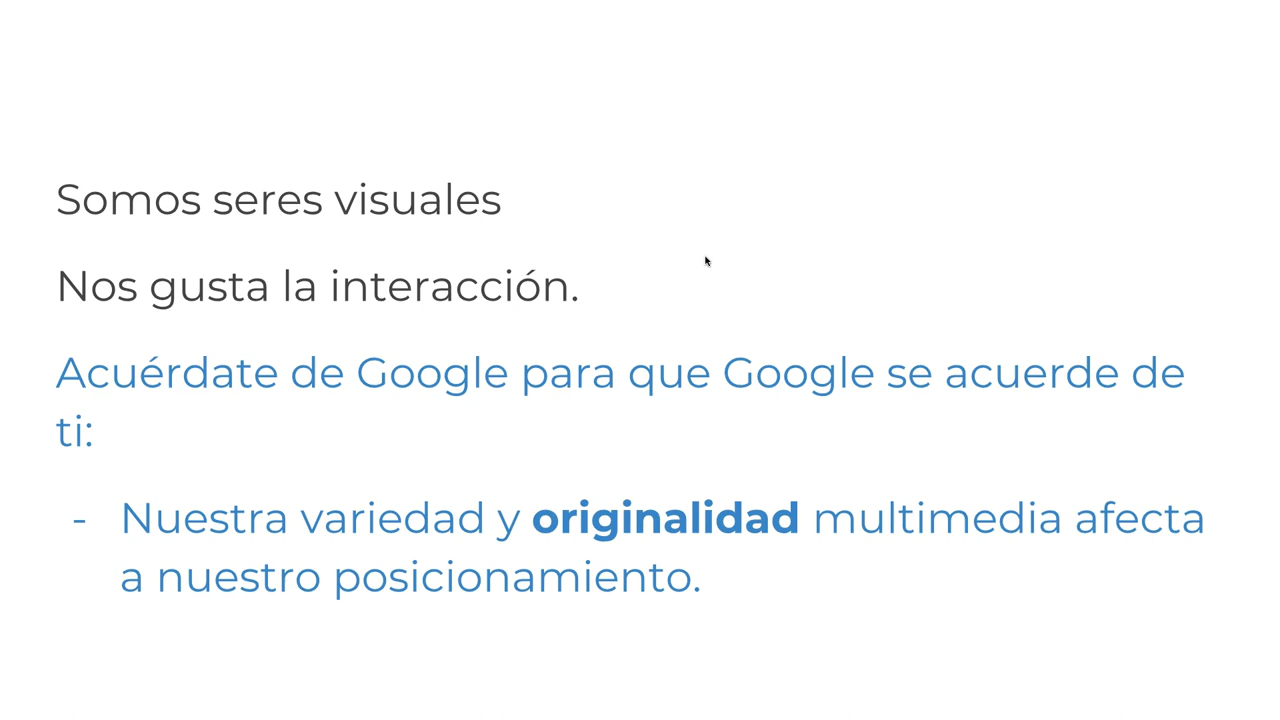 Somos seres visuales
Nos gusta la interacción.
Acuérdate de Google para que Google se acuerde de
ti:
- Nuestra variedad y originalidad multimedia afecta
a nuestro posicionamiento.